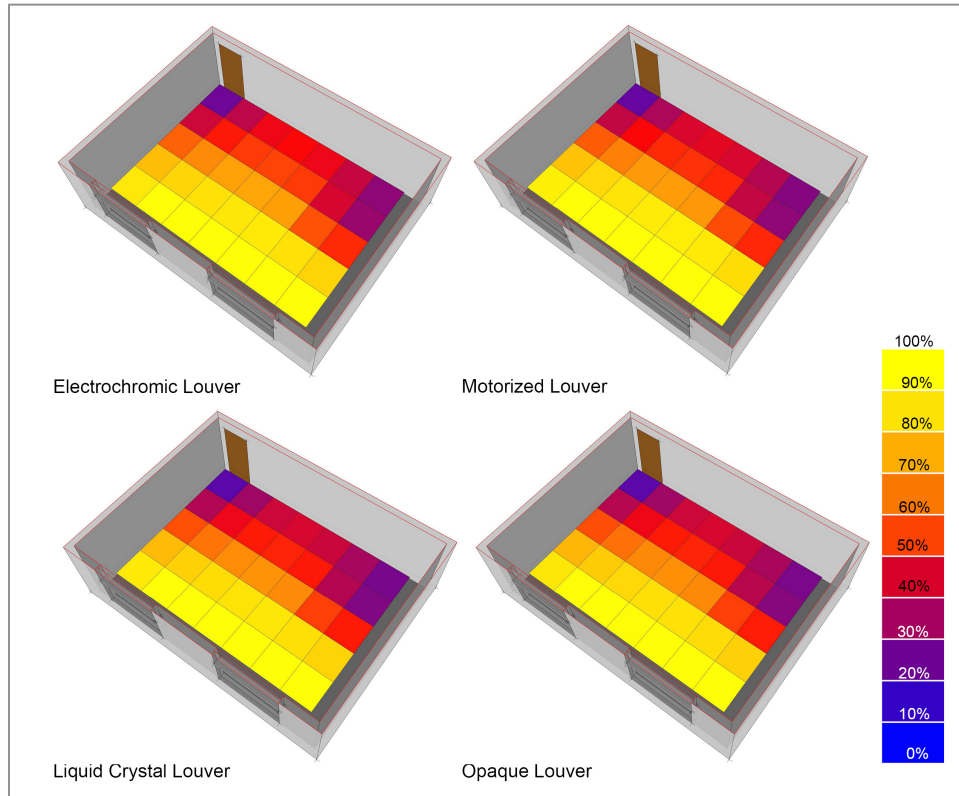 Electrochromic Louver
Motorized Louver
Liquid Crystal Louver
Opaque Louver
100%
90%
80%
70%
60%
50%
40%
30%
20%
10%
0%